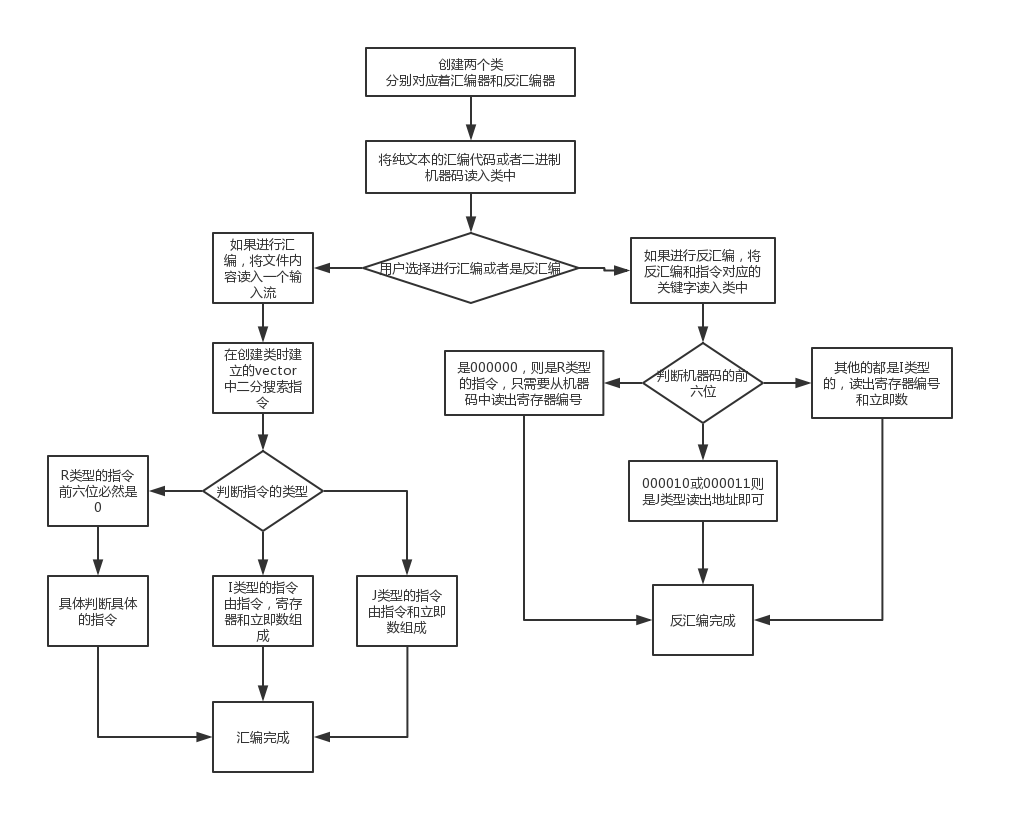 创建两个类
分别对应着汇编器和反汇编器
将纯文本的汇编代码或者二进制
机器码读入类中
用户选择进行汇编或者是反汇编
如果进行汇
编，将文件内
容读入一个输
入流
在创建类时建
立的vector
中二分搜索指
令
判断指令的类型
R类型的指令
前六位必然是
0
具体判断具体
的指令
I类型的指令
由指令，寄存
器和立即数组
成
J类型的指令
由指令和立即
数组成
汇编完成
如果进行反汇编，将
反汇编和指令对应的
关键字读入类中
判断机器码的前
六位
是000000，则是R类型
的指令，只需要从机器
码中读出寄存器编号
000010或000011则
是J类型读出地址即可
其他的都是I类型
的，读出寄存器编号
和立即数
反汇编完成